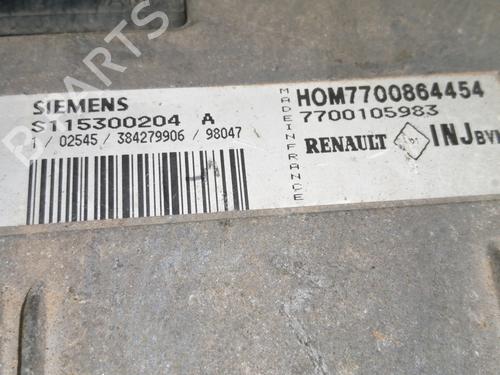 SIEMENS
S115300204 A
1 / 02545 / 384279906 / 98047
MADE IN FRANCE
HOM7700864454
7700105983
RENAULT INJ
B-Parts